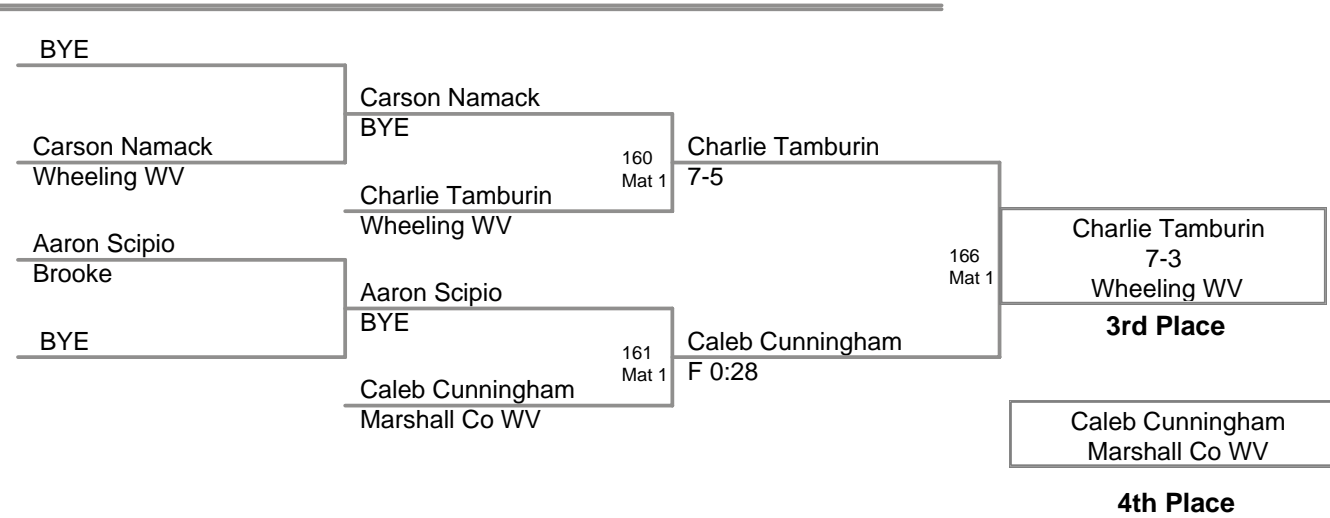 BYE
Carson Namack
Wheeling WV
Aaron Scipio
Brooke
BYE
Carson Namack
BYE
Charlie Tamburin
Wheeling WV
160
Mat 1
Aaron Scipio
BYE
Caleb Cunningham
Marshall Co WV
161
Mat 1
Charlie Tamburin
7-5
Caleb Cunningham
F 0:28
166
Mat 1
Charlie Tamburin
7-3
Wheeling WV
3rd Place
Caleb Cunningham
Marshall Co WV
4th Place